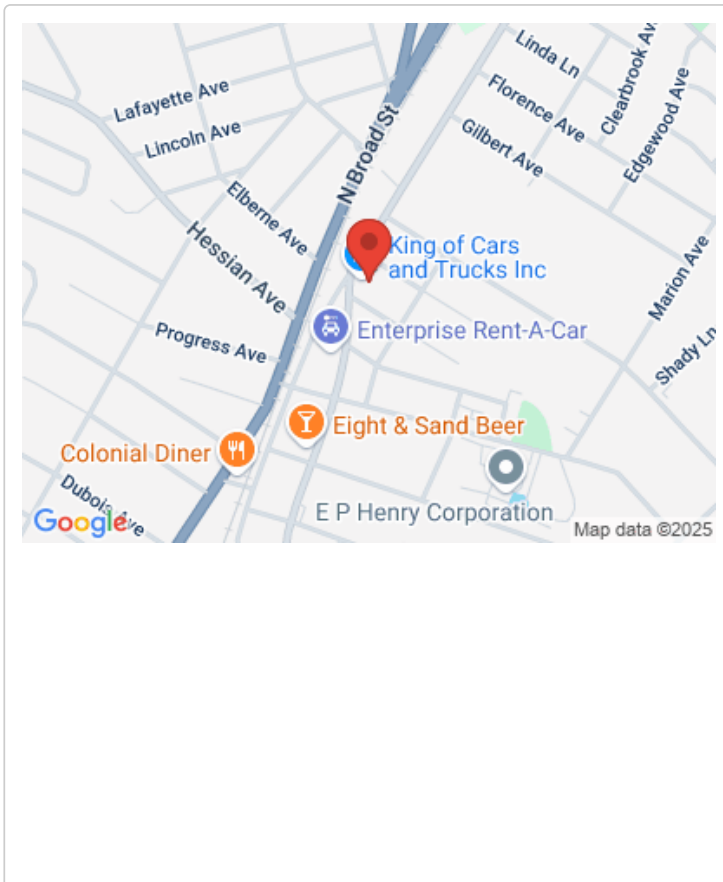 Linda Ln
Clearbrook Av
Lafayette Ave
Florence Ave
Edgewood Ave
Lincoln Ave
N Broad St
Gilbert Ave
Elberne Ave
Hessian Ave
King of Cars
and Trucks Inc
Marion Ave
Progress Ave
Enterprise Rent-A-Car
Shady Ln
Eight & Sand Beer
Colonial Diner
Dubois Ave
E P Henry Corporation
Google
Map data ©2025